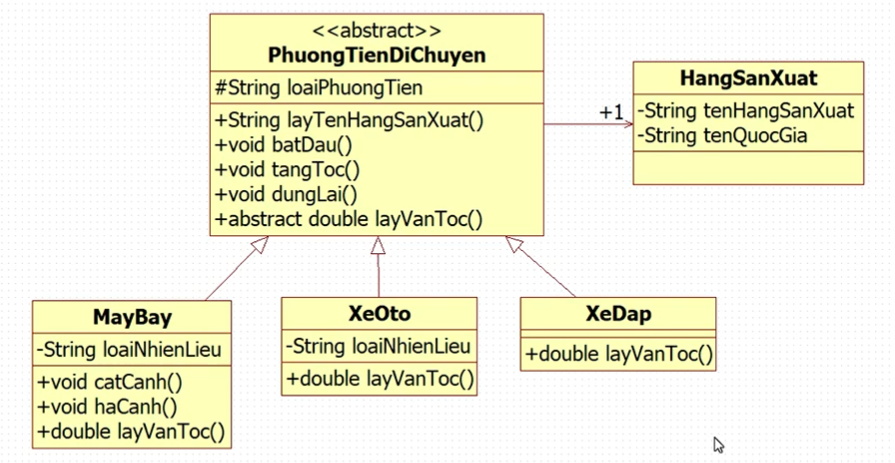 <<abstract>>
PhuongTienDiChuyen
#String loaiPhuongTien
+String layTenHangSanXuat()
+void batDau()
+void tangToc()
+void dungLai()
+abstract double layVanToc()
+1
HangSanXuat
-String tenHangSanXuat
-String tenQuocGia
MayBay
-String loaiNhienLieu
+void catCanh()
+void haCanh()
+double layVanToc()
XeOto
-String loaiNhienLieu
+double layVanToc()
XeDap
+double layVanToc()